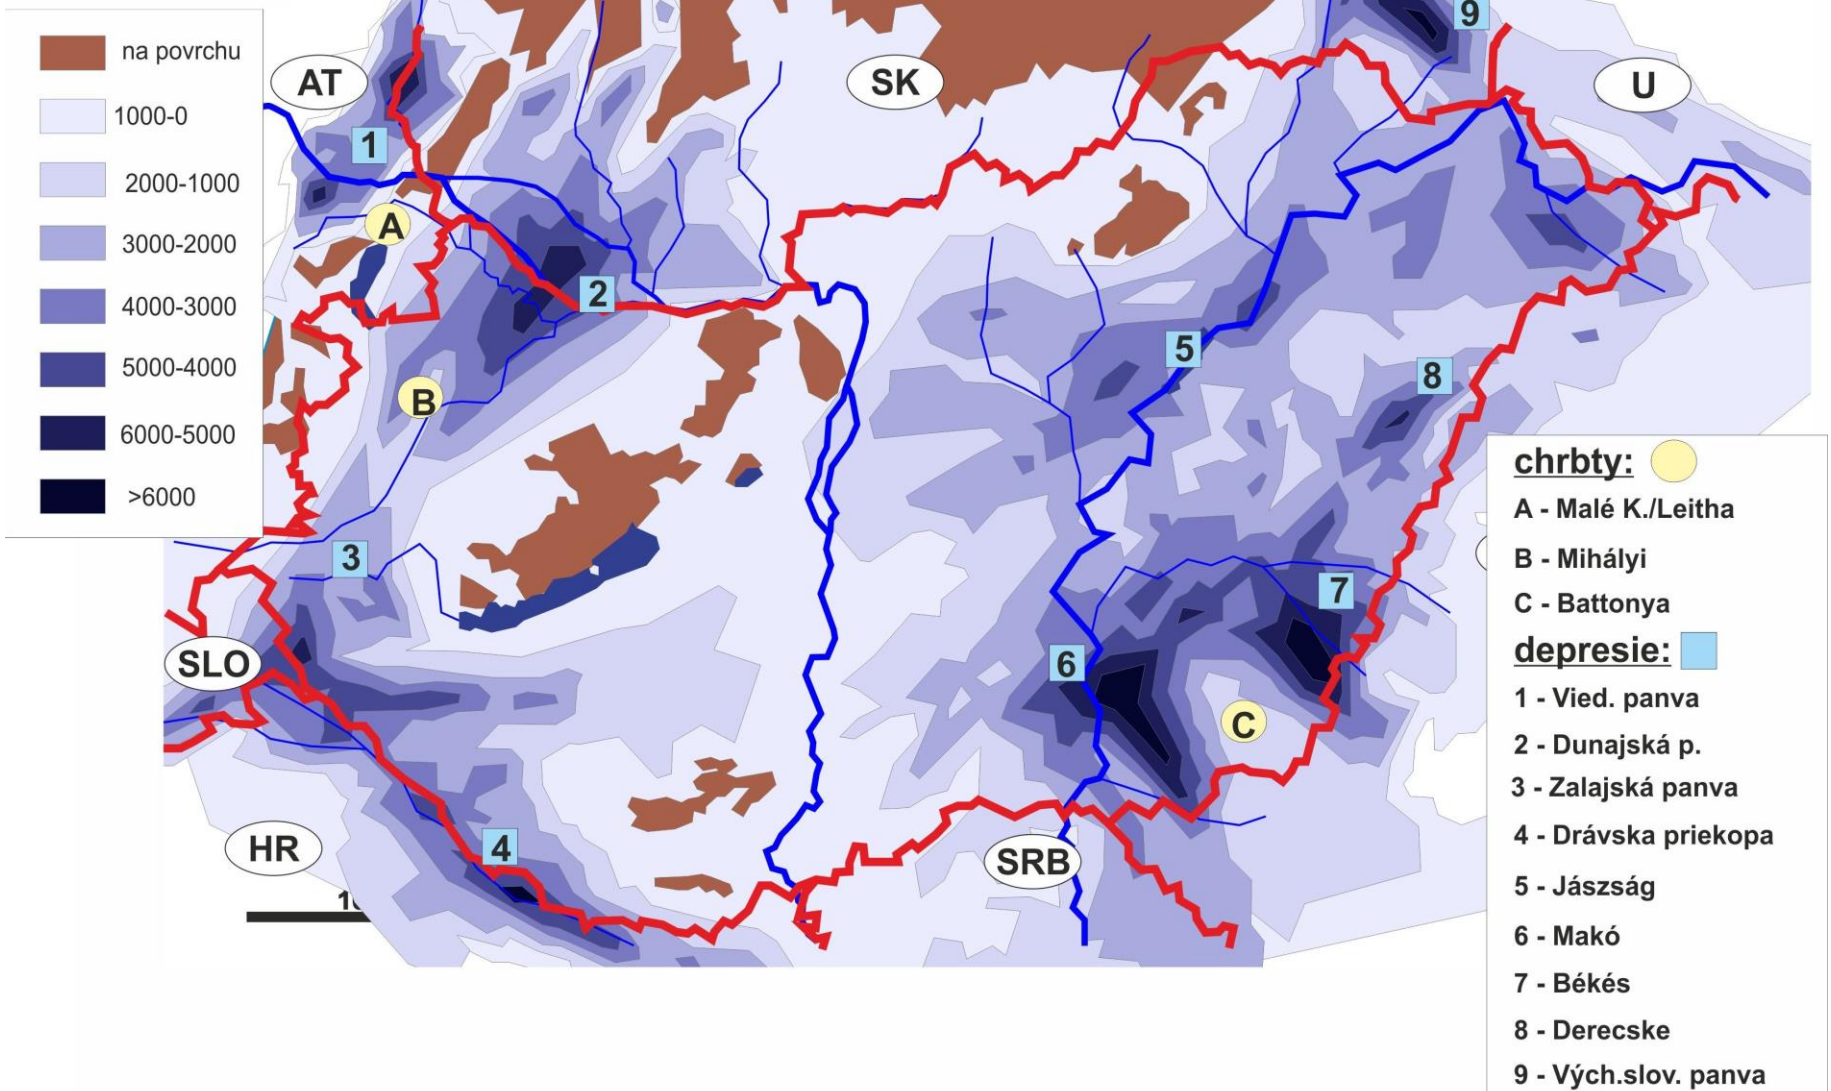 na povrchu
1000-0
2000-1000
3000-2000
4000-3000
5000-4000
6000-5000
>6000
9
AT
SK
U
1
A
2
5
8
B
3
7
SLO
6
C
HR
4
SRB
chrbty:
A - Malé K./Leitha
B - Mihályi
C - Battonya
depresie:
1 - Vied. panva
2 - Dunajská p.
3 - Zalajská panva
4 - Drávska priekopa
5 - Jászság
6 - Makó
7 - Békés
8 - Derecske
9 - Vých.slov. panva